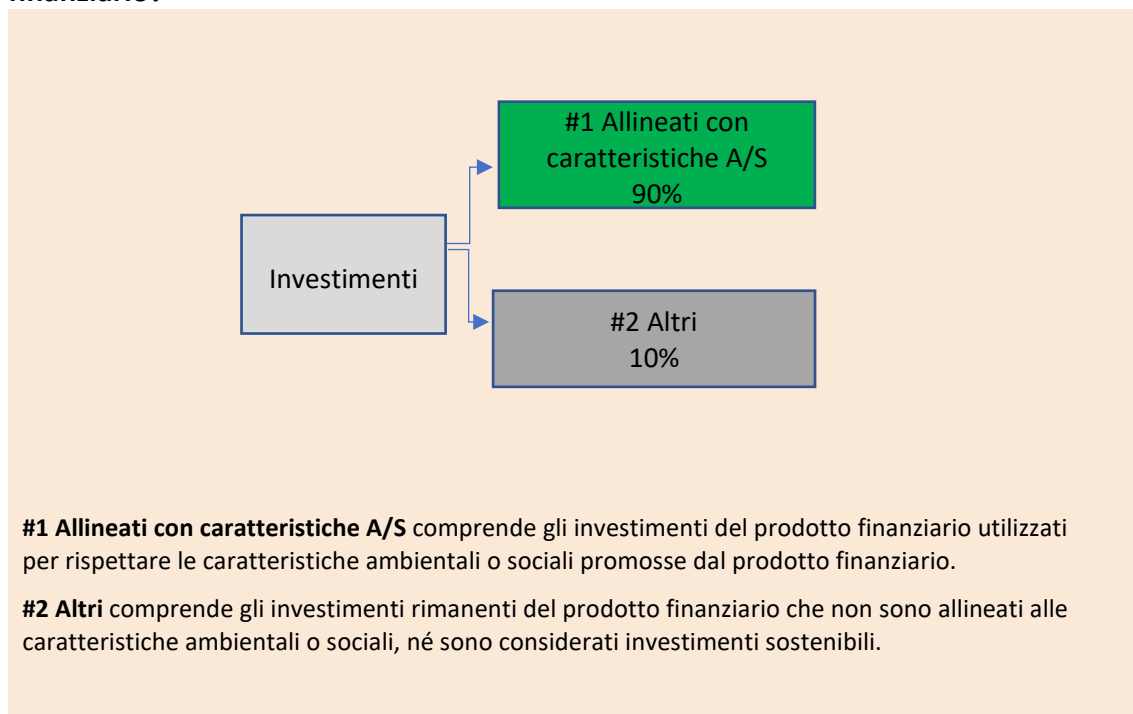 #1 Allineati con
caratteristiche A/S
90%
Investimenti
#2 Altri
10%
#1 Allineati con caratteristiche A/S comprende gli investimenti del prodotto finanziario utilizzati
per rispettare le caratteristiche ambientali o sociali promosse dal prodotto finanziario.
#2 Altri comprende gli investimenti rimanenti del prodotto finanziario che non sono allineati alle
caratteristiche ambientali o sociali, né sono considerati investimenti sostenibili.